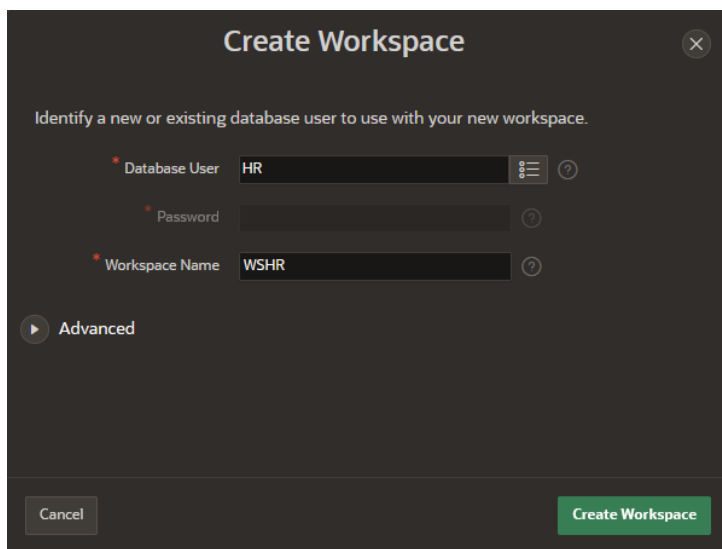 Create Workspace
Identify a new or existing database user to use with your new workspace.
* Database User HR
* Password
* Workspace Name WSHR
Advanced
Cancel Create Workspace